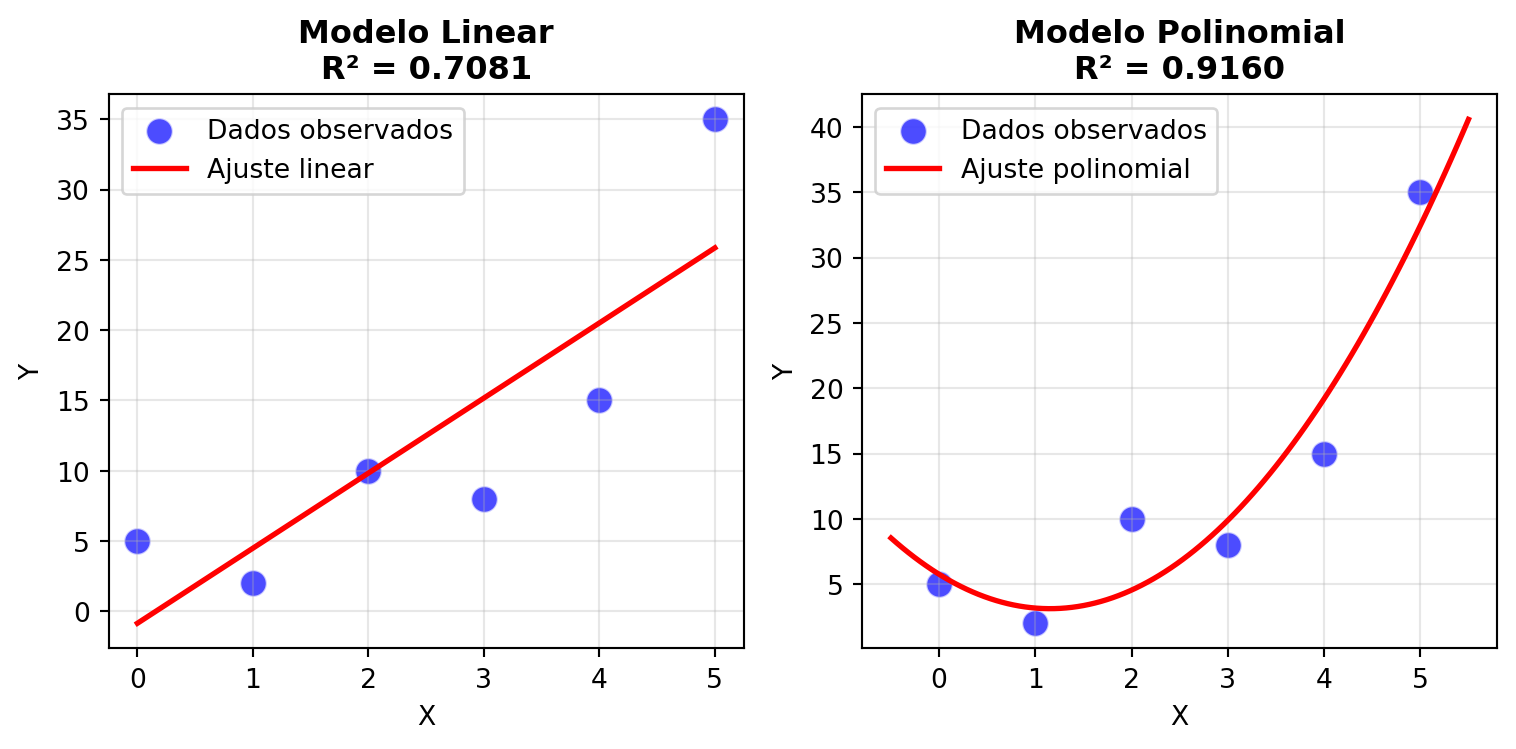 Modelo Linear
R² = 0.7081
Dados observados
Ajuste linear
35
30
25
20
15
10
5
0
Y
0 1 2 3 4 5
X
Modelo Polinomial
R² = 0.9160
Dados observados
Ajuste polinomial
40
35
30
25
20
15
10
5
Y
0 1 2 3 4 5
X